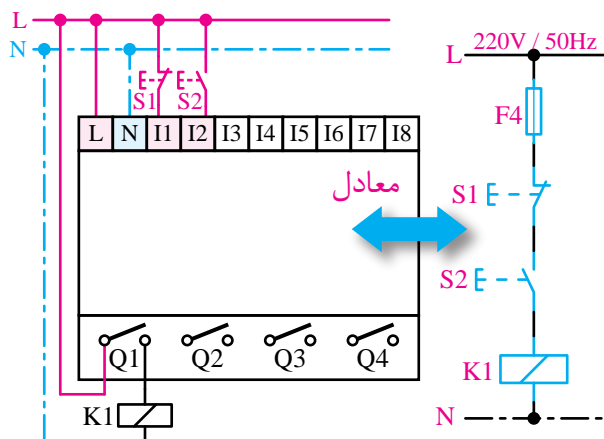 L
N
S1 S2
L N I1 I2 I3 I4 I5 I6 I7 I8
معادل
Q1 Q2 Q3 Q4
K1
220V / 50Hz
L
F4
S1
S2
K1
N